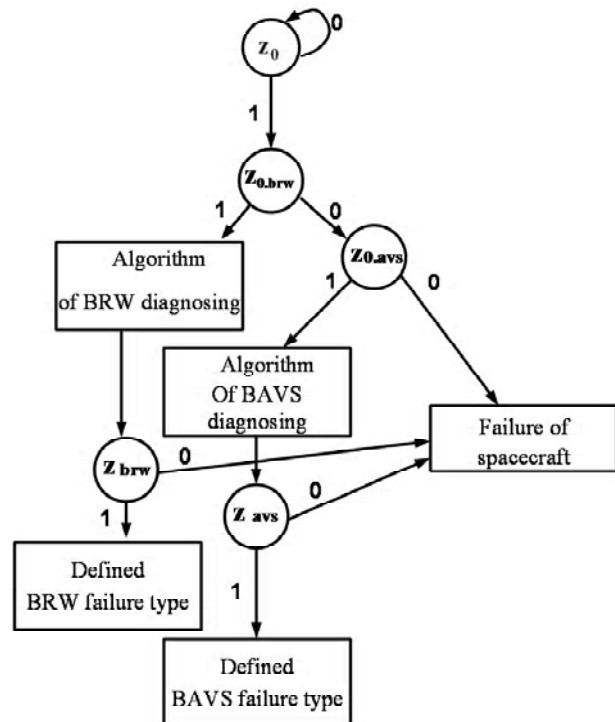 0
z0
1
z0.brw
1
0
Algorithm
of BRW diagnosing
z0.avs
1
0
Algorithm
Of BAVS
diagnosing
Failure of
spacecraft
z brw
0
0
z avs
1
Defined
BRW failure type
1
Defined
BAVS failure type